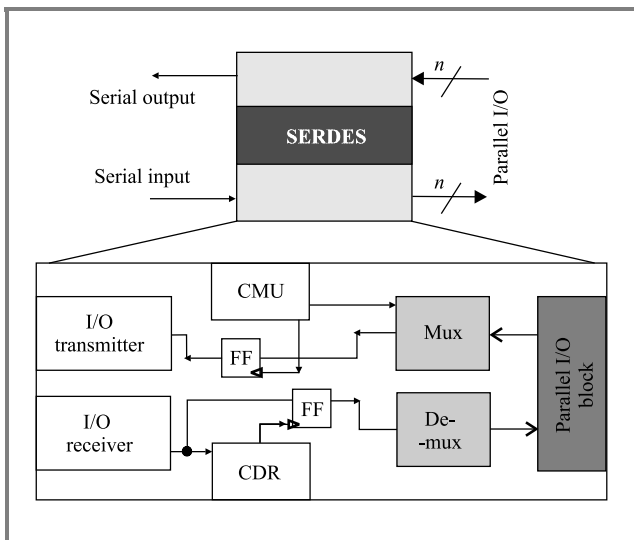 n
Serial output
Parallel I/O
SERDES
Serial input
n
CMU
I/O
transmitter
Mux
FF
Parallel I/O
block
FF
I/O
receiver
De-
-mux
CDR